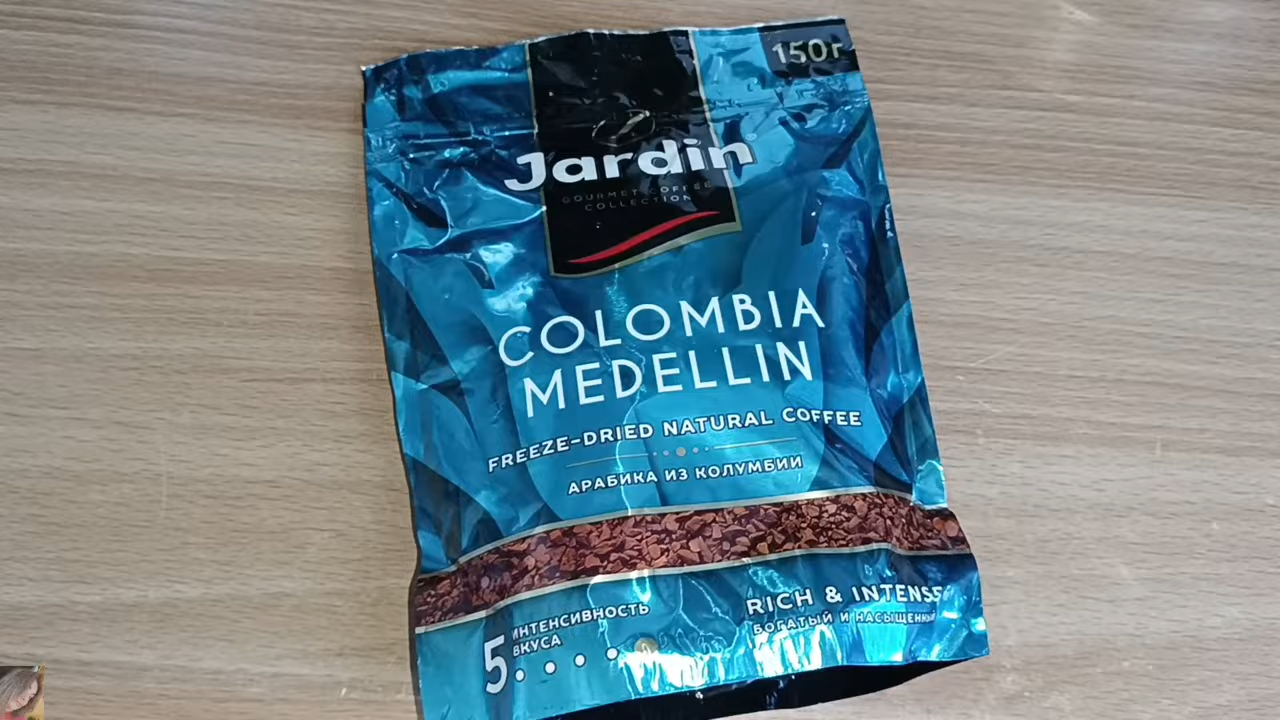 150г
Jardin
GOURMET COFFEE
COLLECTION
COLOMBIA
MEDELLIN
FREEZE-DRIED NATURAL COFFEE
АРАБИКА ИЗ КОЛУМБИИ
5 ИНТЕНСИВНОСТЬ
ВКУСА
RICH & INTENSE
БОГАТЫЙ И НАСЫЩЕННЫЙ